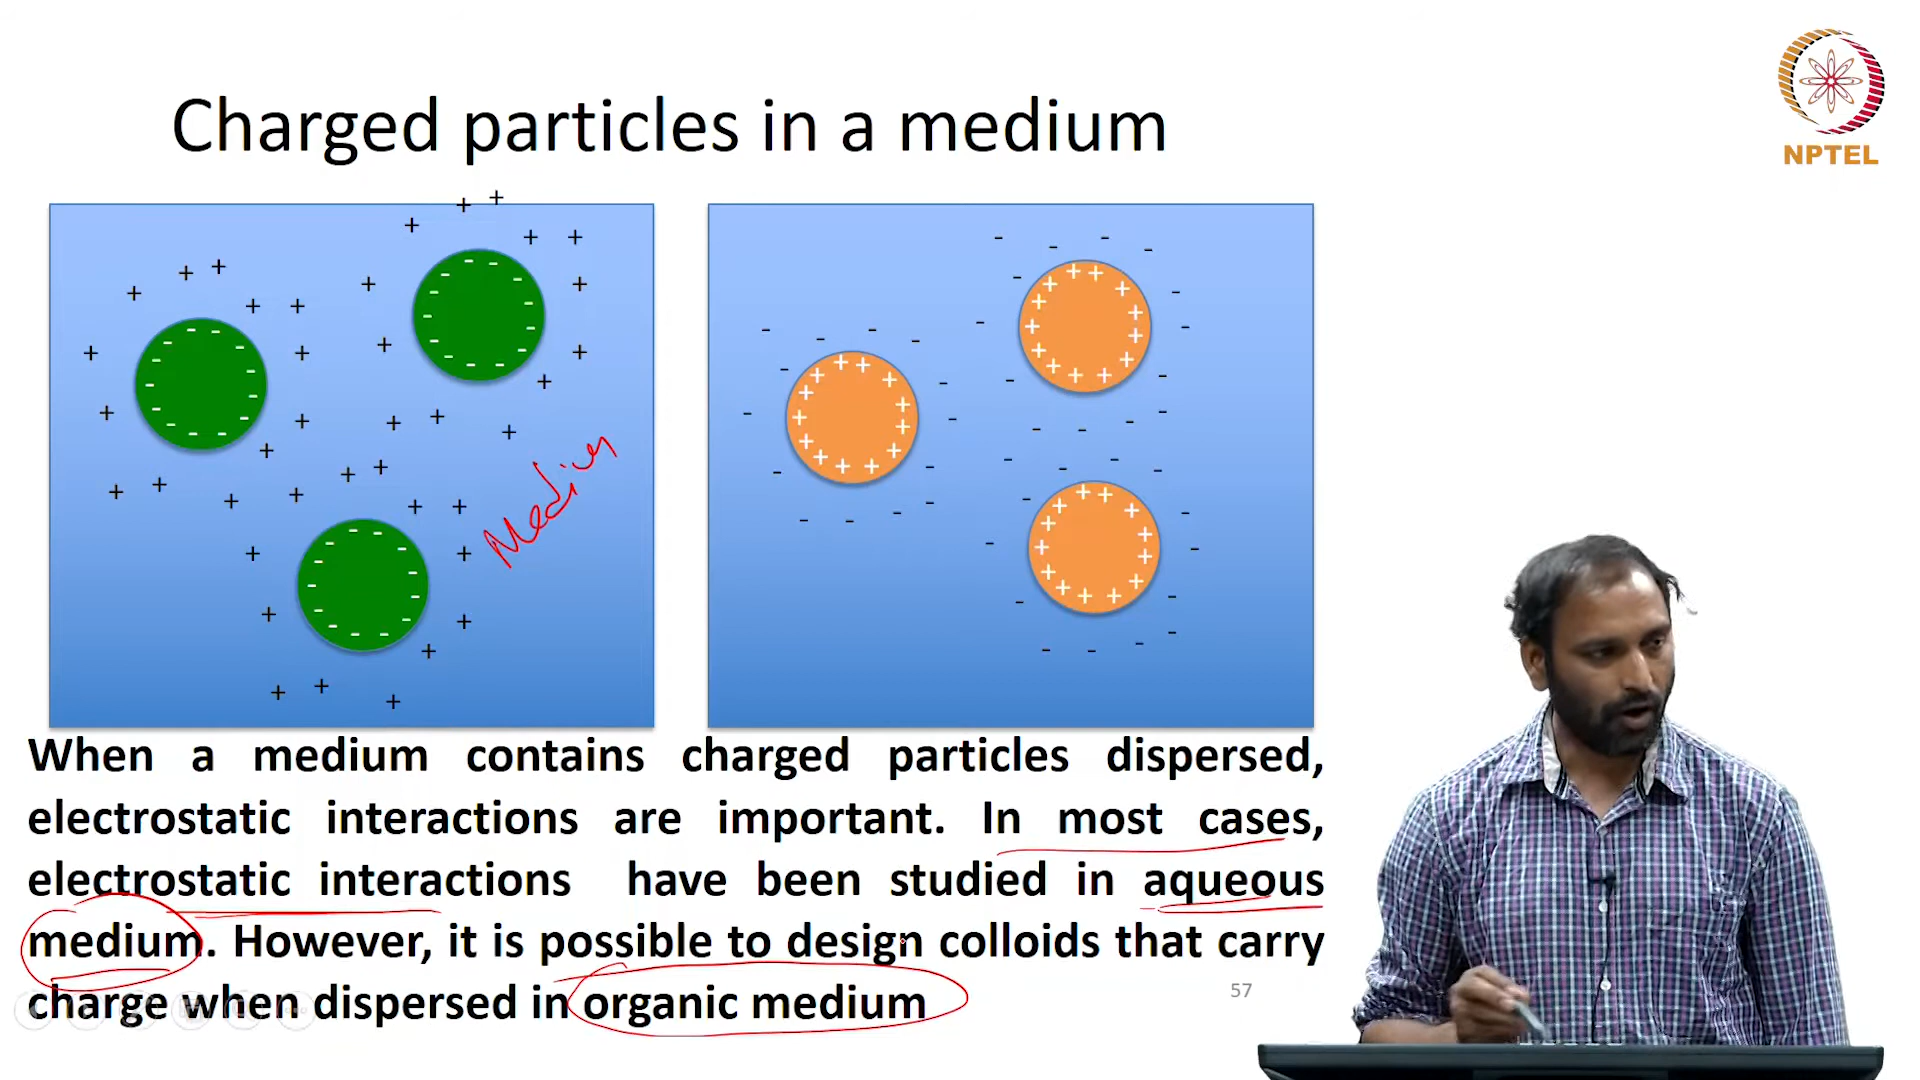 Charged particles in a medium
NPTEL
Medium
When a medium contains charged particles dispersed,
electrostatic interactions are important. In most cases,
electrostatic interactions have been studied in aqueous
medium. However, it is possible to design colloids that carry
charge when dispersed in organic medium
57